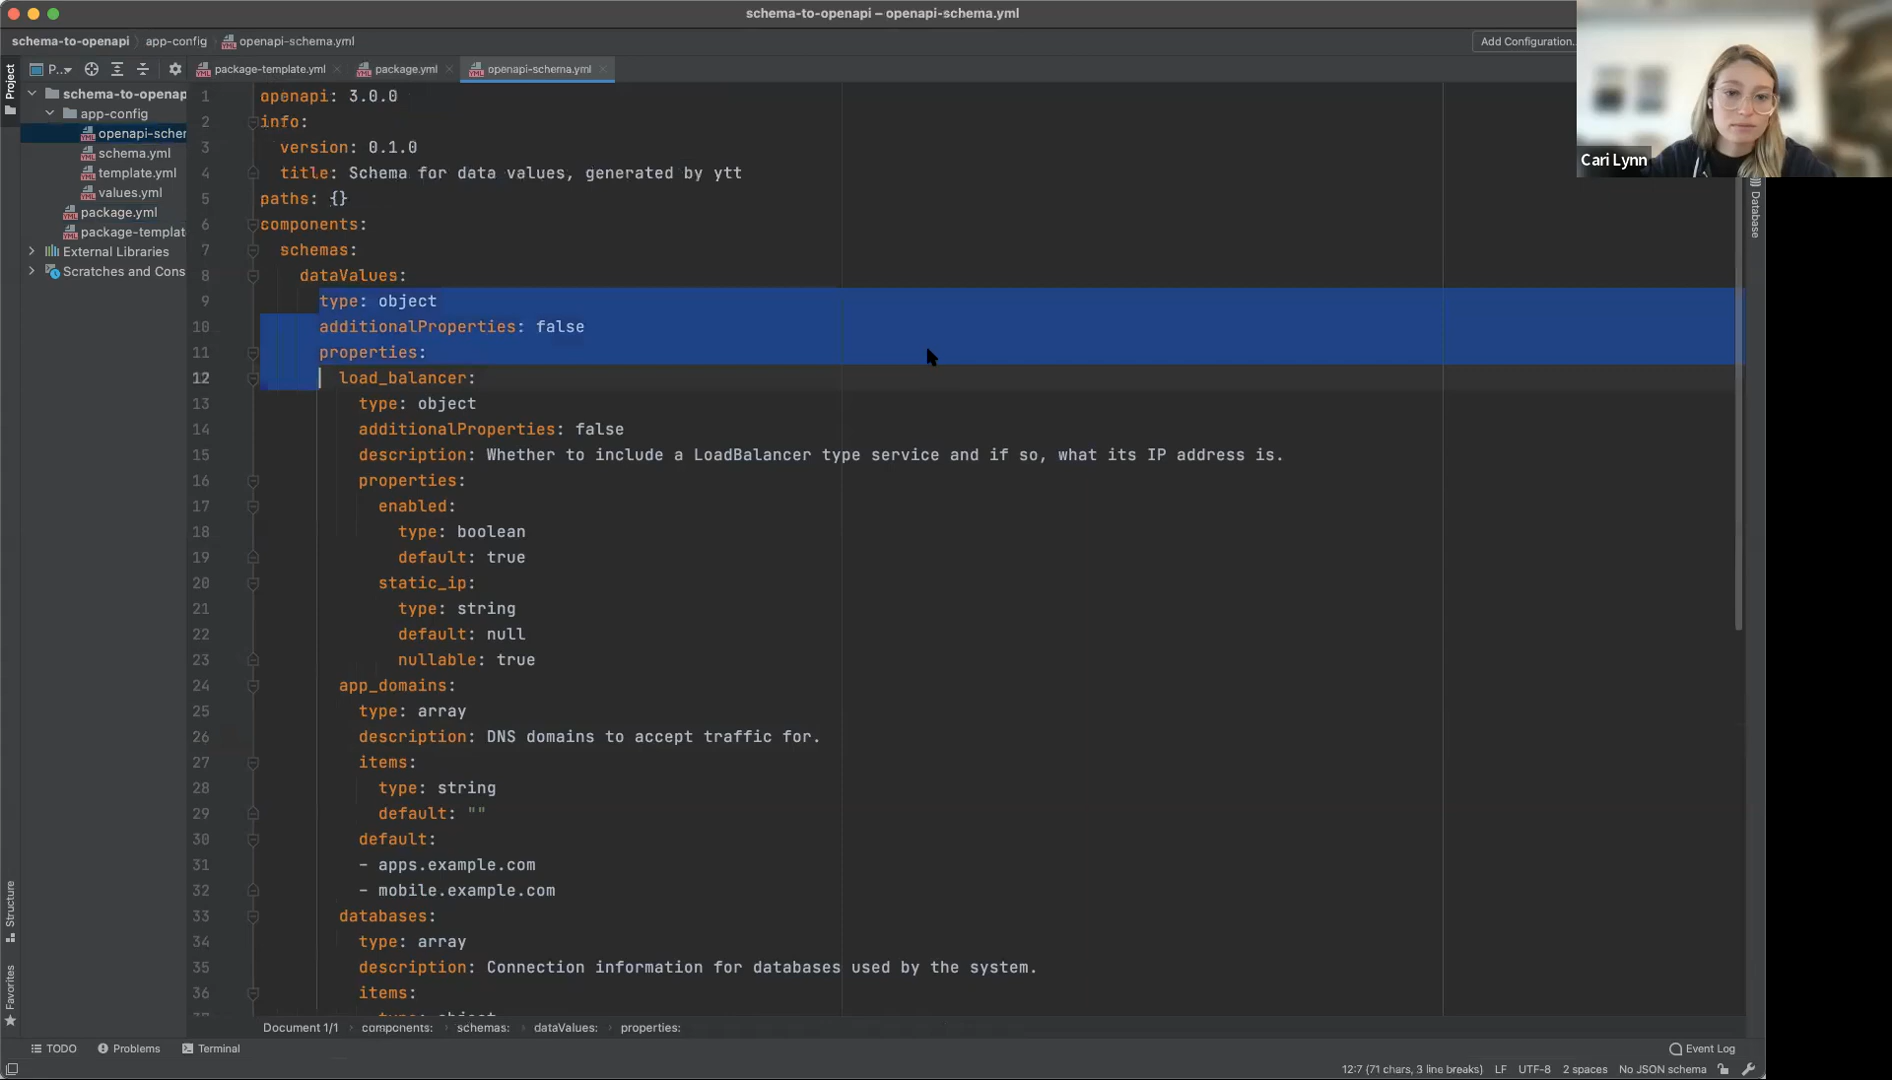 schema-to-openapi – openapi-schema.yml
schema-to-openapi
app-config
openapi-schema.yml
Add Configuration...
Project
P...
package-template.yml
package.yml
openapi-schema.yml
schema-to-openap
app-config
openapi-scher
schema.yml
template.yml
values.yml
package.yml
package-templat
External Libraries
Scratches and Cons
1 openapi: 3.0.0
2 info:
3 version: 0.1.0
4 title: Schema for data values, generated by ytt
5 paths: {}
6 components:
7 schemas:
8 dataValues:
9 type: object
10 additionalProperties: false
11 properties:
12 load_balancer:
13 type: object
14 additionalProperties: false
15 description: Whether to include a LoadBalancer type service and if so, what its IP address is.
16 properties:
17 enabled:
18 type: boolean
19 default: true
20 static_ip:
21 type: string
22 default: null
23 nullable: true
24 app_domains:
25 type: array
26 description: DNS domains to accept traffic for.
27 items:
28 type: string
29 default: ""
30 default:
31 - apps.example.com
32 - mobile.example.com
33 databases:
34 type: array
35 description: Connection information for databases used by the system.
36 items:
Cari Lynn
Database
Structure
Favorites
Document 1/1
components:
schemas:
dataValues:
properties:
TODO
Problems
Terminal
Event Log
12:7 (71 chars, 3 line breaks)
LF
UTF-8
2 spaces
No JSON schema